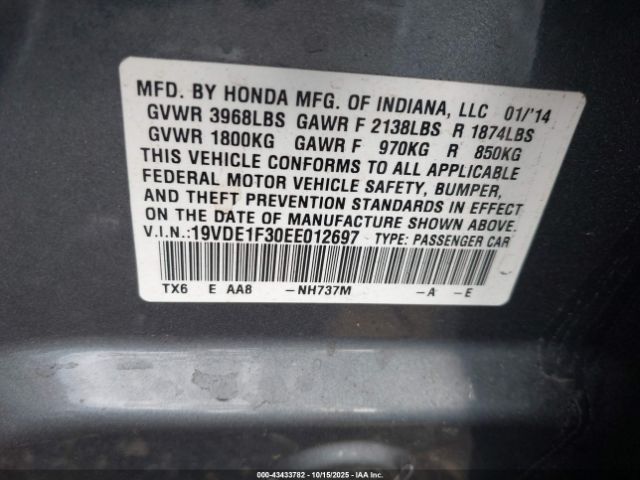 MFD. BY HONDA MFG. OF INDIANA, LLC 01/'14
GVWR 3968LBS GAWR F 2138LBS R 1874LBS
GVWR 1800KG GAWR F 970KG R 850KG
THIS VEHICLE CONFORMS TO ALL APPLICABLE
FEDERAL MOTOR VEHICLE SAFETY, BUMPER,
AND THEFT PREVENTION STANDARDS IN EFFECT
ON THE DATE OF MANUFACTURE SHOWN ABOVE.
V.I.N.:19VDE1F30EE012697 TYPE: PASSENGER CAR
TX6 E AA8 -NH737M -A -E
000-43433782 - 10/15/2025 - IAA Inc.